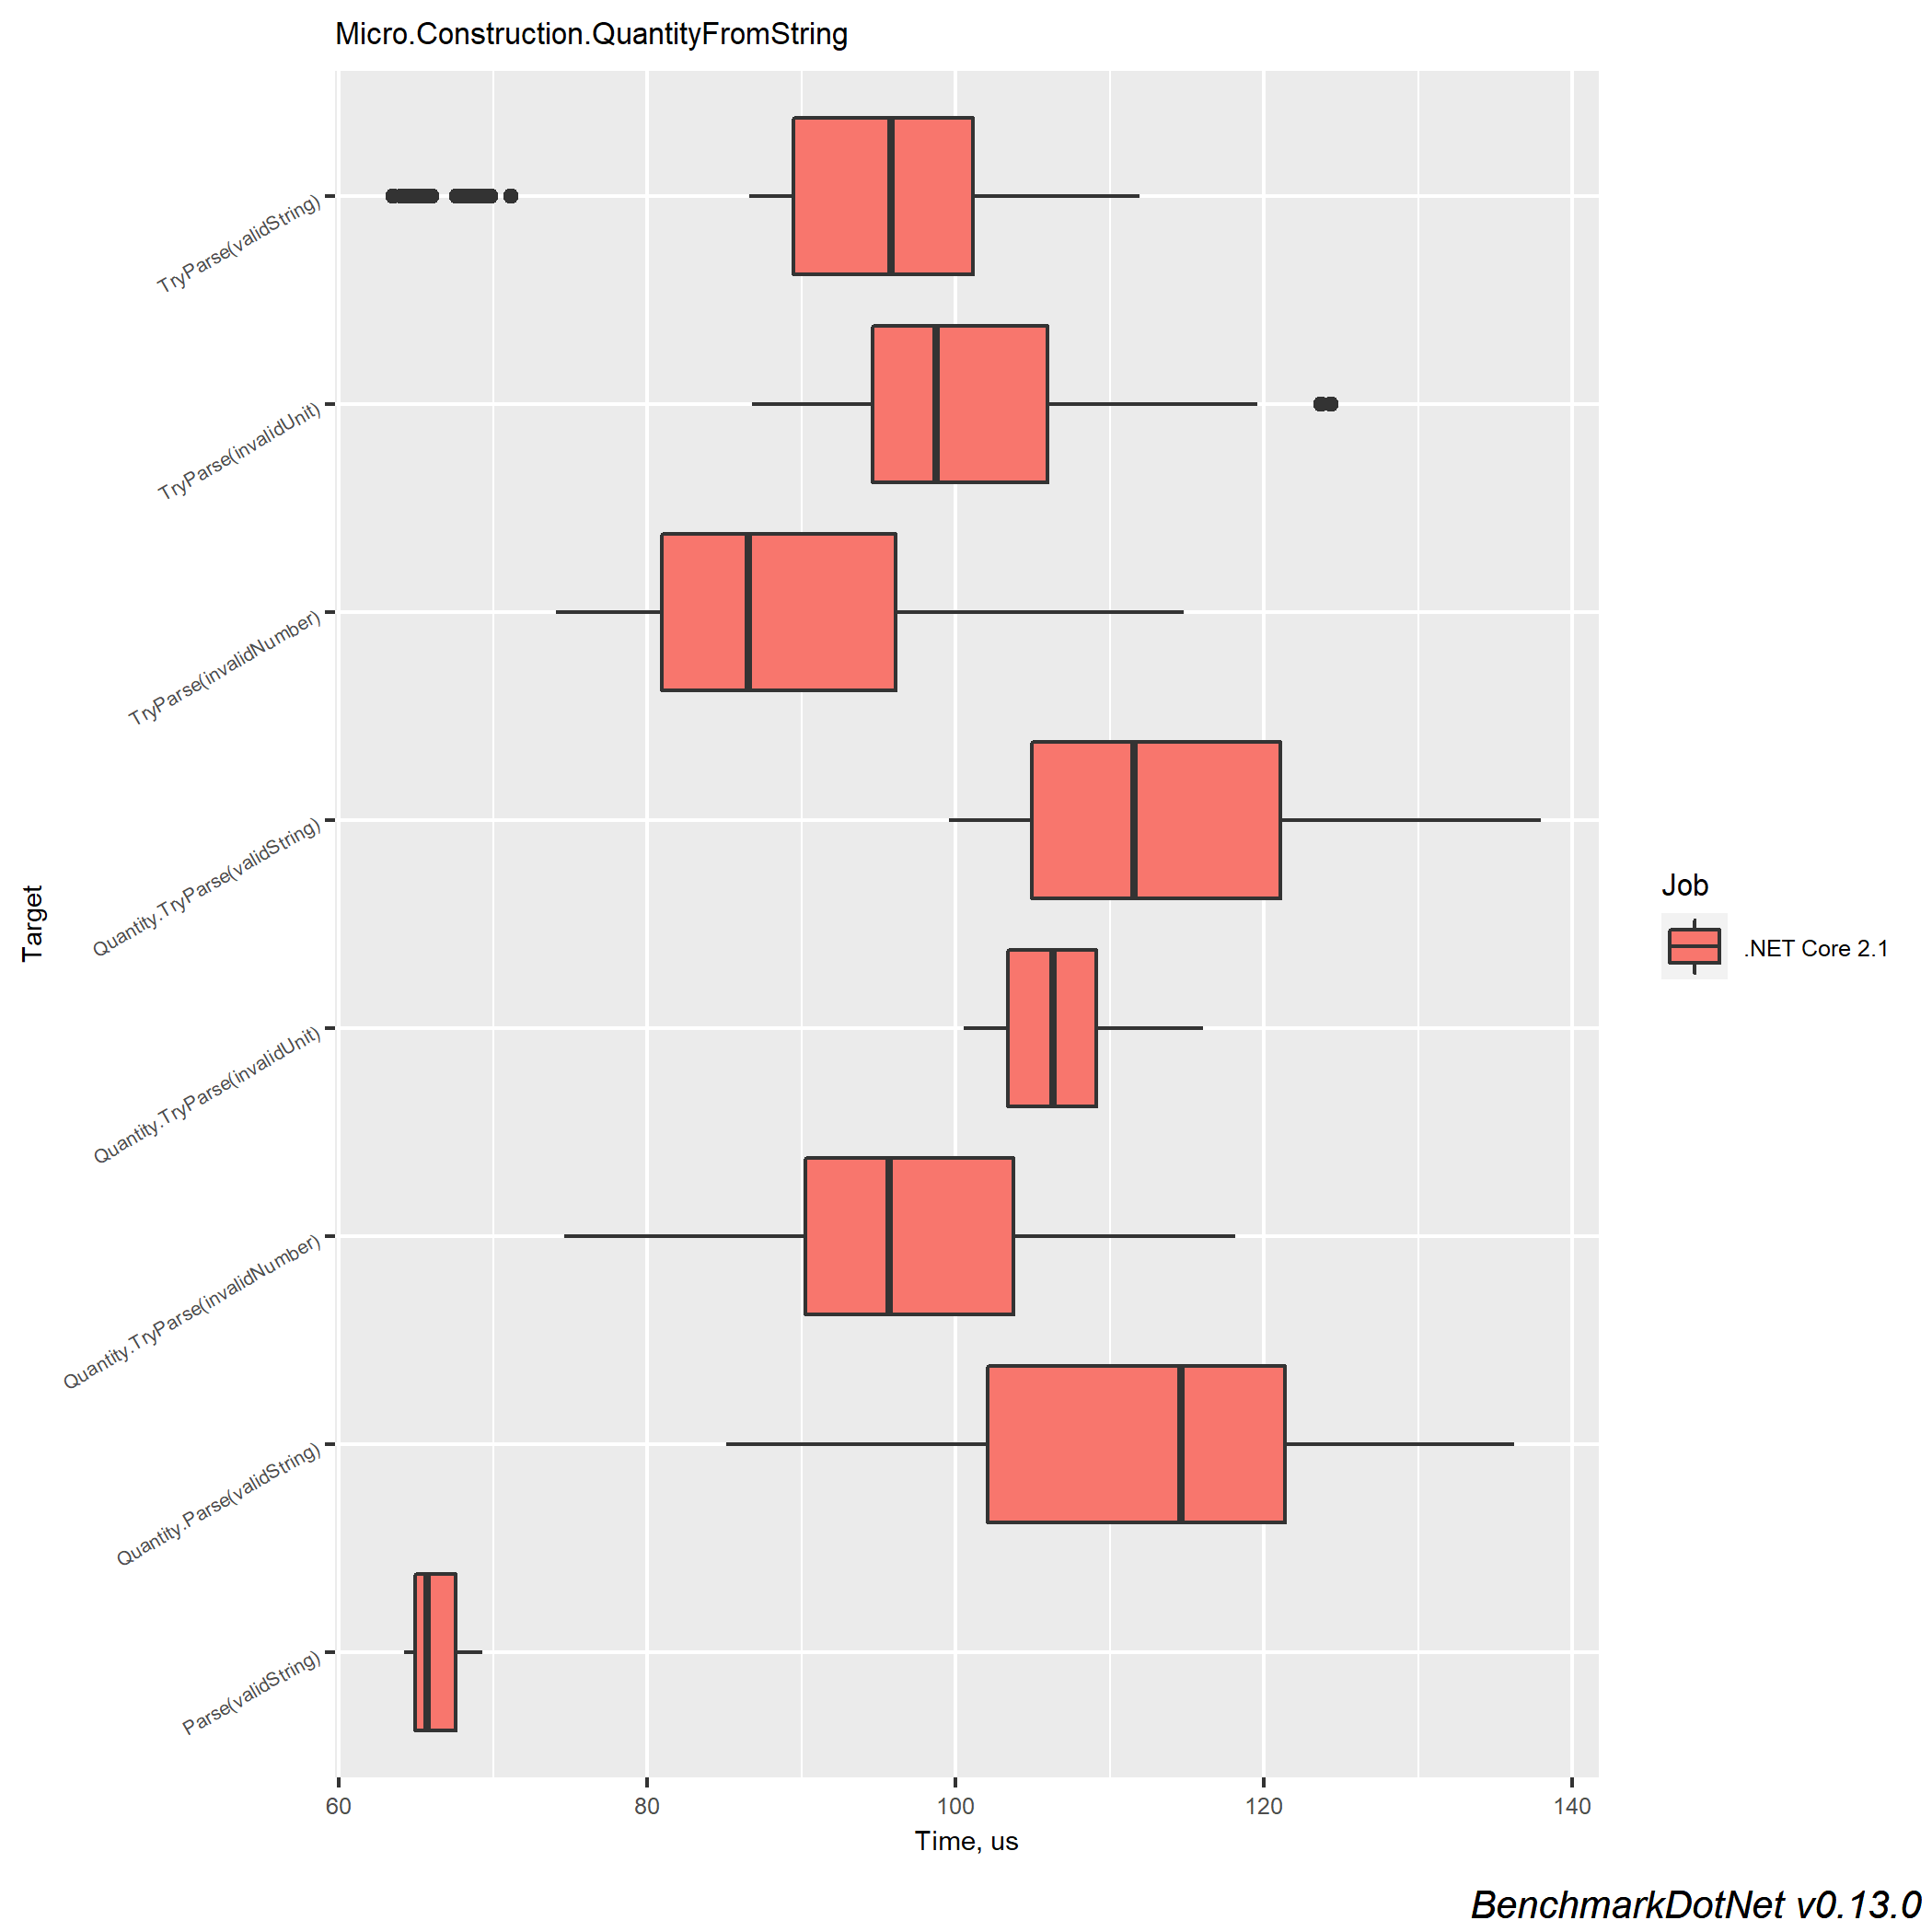 Micro.Construction.QuantityFromString
TryParse(validString)
TryParse(invalidUnit)
TryParse(invalidNumber)
Quantity.TryParse(validString)
Quantity.TryParse(invalidUnit)
Quantity.TryParse(invalidNumber)
Quantity.Parse(validString)
Parse(validString)
Target
60 80 100 120 140
Time, us
Job
.NET Core 2.1
BenchmarkDotNet v0.13.0